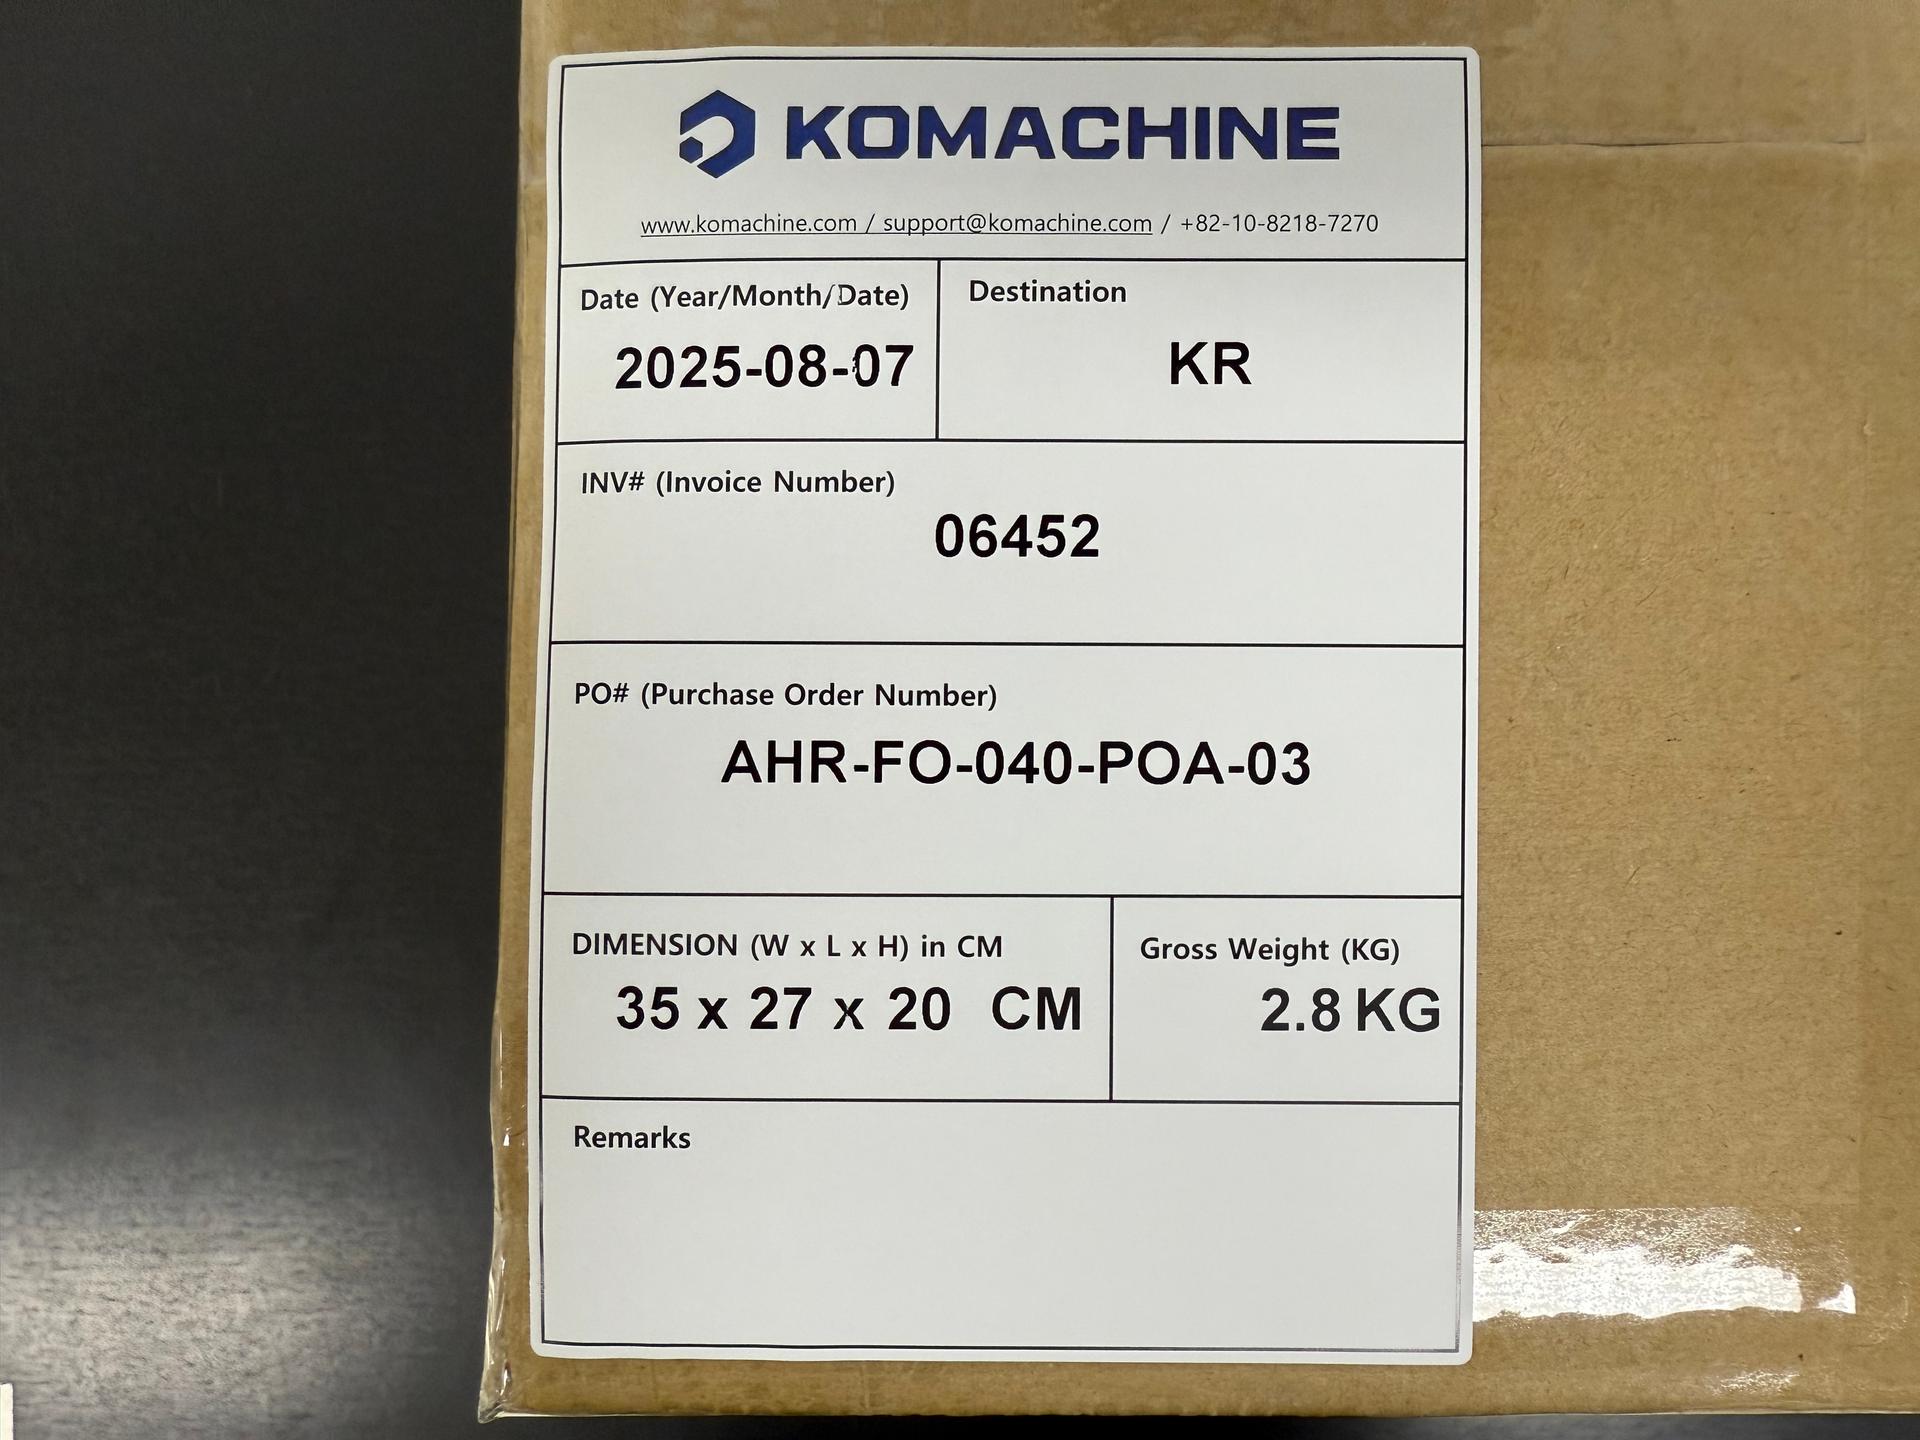 KOMACHINE
www.komachine.com / support@komachine.com / +82-10-8218-7270
Date (Year/Month/Date)
2025-08-07
Destination
KR
INV# (Invoice Number)
06452
PO# (Purchase Order Number)
AHR-FO-040-POA-03
DIMENSION (W x L x H) in CM
35 x 27 x 20 CM
Gross Weight (KG)
2.8 KG
Remarks